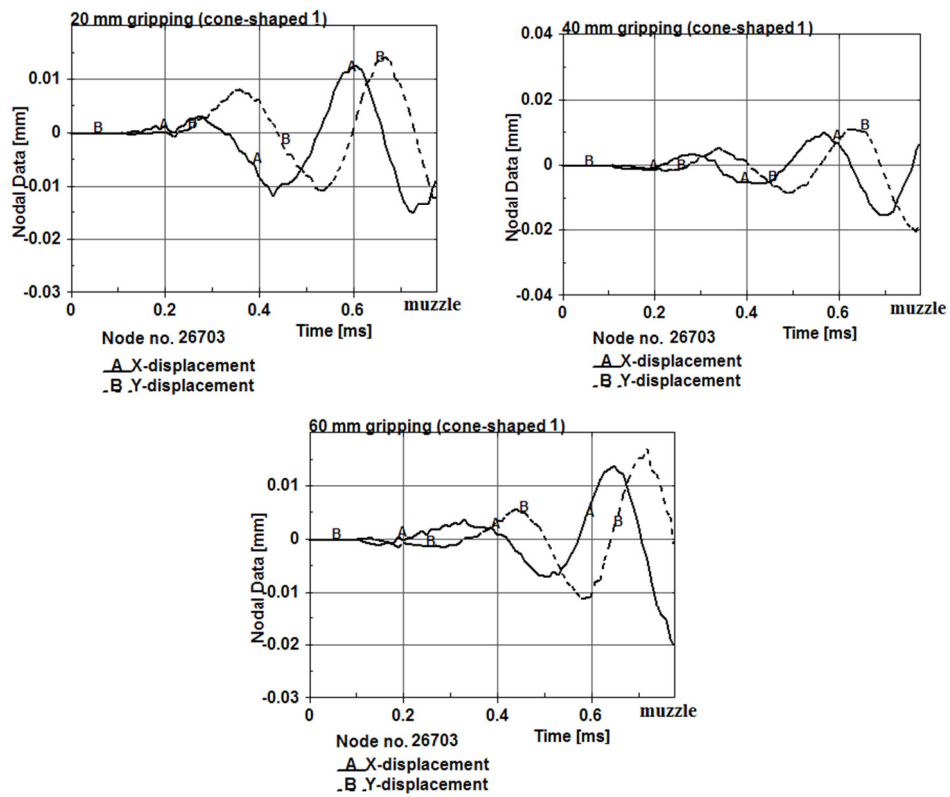 20 mm gripping (cone-shaped 1)
0.01
0
-0.01
-0.02
-0.03
Nodal Data [mm]
A
B
B
A
B
A
B
A
B
0 0.2 0.4 0.6 muzzle
Time [ms]
Node no. 26703
A X-displacement
B Y-displacement
40 mm gripping (cone-shaped 1)
0.04
0.02
0
-0.02
-0.04
Nodal Data [mm]
B
A
B
A
B
A
B
0 0.2 0.4 0.6 muzzle
Time [ms]
Node no. 26703
A X-displacement
B Y-displacement
60 mm gripping (cone-shaped 1)
0.01
0
-0.01
-0.02
-0.03
Nodal Data [mm]
B
A
B
A
B
A
B
0 0.2 0.4 0.6 muzzle
Time [ms]
Node no. 26703
A X-displacement
B Y-displacement